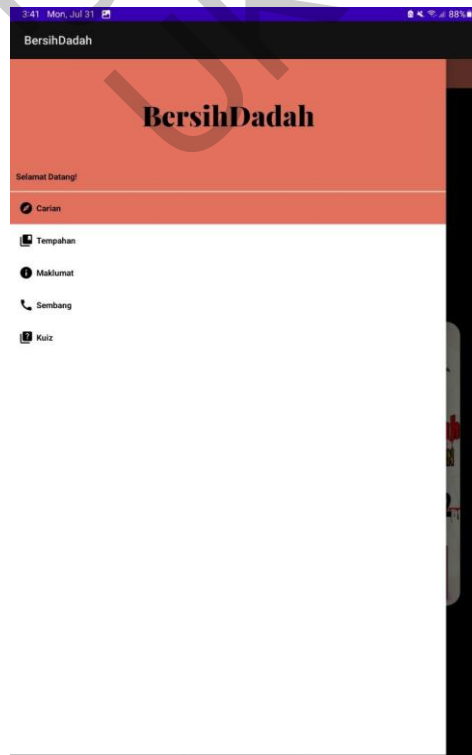 3:41 Mon, Jul 31 88%
BersihDadah
BersihDadah
Selamat Datang!
Carian
Tempahan
Maklumat
Sembang
Kuiz